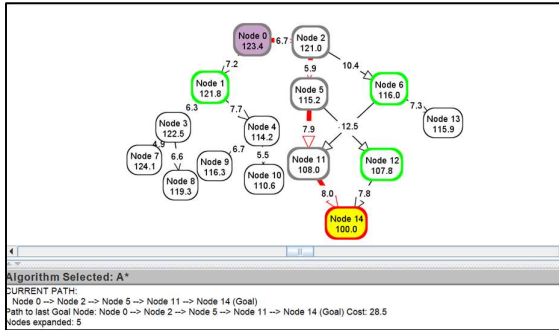 Node 0
123.4
6.7
Node 2
121.0
7.2
5.9
10.4
Node 1
121.8
Node 5
115.2
Node 6
116.0
6.3
7.7
7.3
Node 3
122.5
Node 4
114.2
7.9
12.5
Node 13
115.9
4.9
6.6
6.7
5.5
Node 7
124.1
Node 8
119.3
Node 9
116.3
Node 10
110.6
Node 11
108.0
Node 12
107.8
8.0
7.8
Node 14
100.0
Algorithm Selected: A*
CURRENT PATH:
Node 0 --> Node 2 --> Node 5 --> Node 11 --> Node 14 (Goal)
Path to last Goal Node: Node 0 --> Node 2 --> Node 5 --> Node 11 --> Node 14 (Goal) Cost: 28.5
Nodes expanded: 5